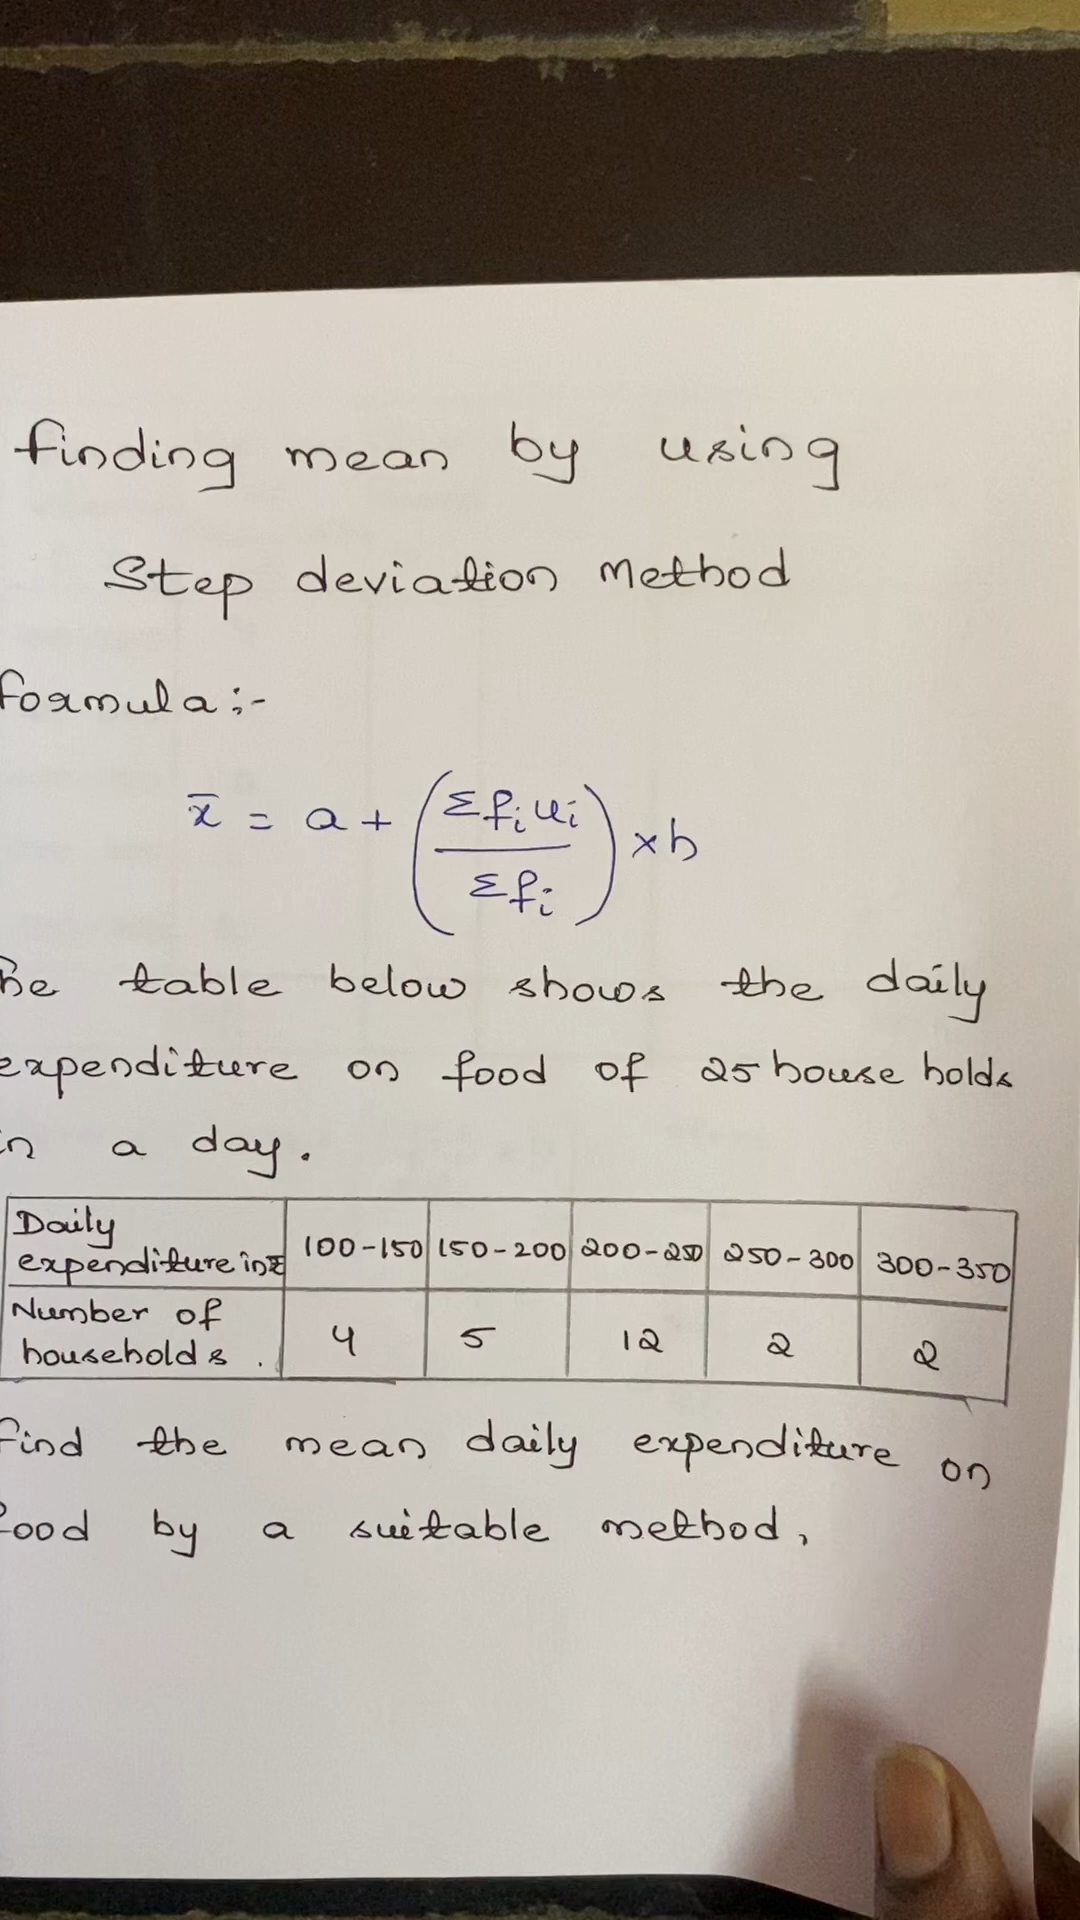 finding mean by using
Step deviation Method
formula:-
x̄ = a + (Σfᵢuᵢ / Σfᵢ) × h
he table below shows the daily
expenditure on food of 25 house holds
in a day.
Daily expenditure in ₹ 100-150 150-200 200-250 250-300 300-350
Number of households. 4 5 12 2 2
find the mean daily expenditure on
food by a suitable method,